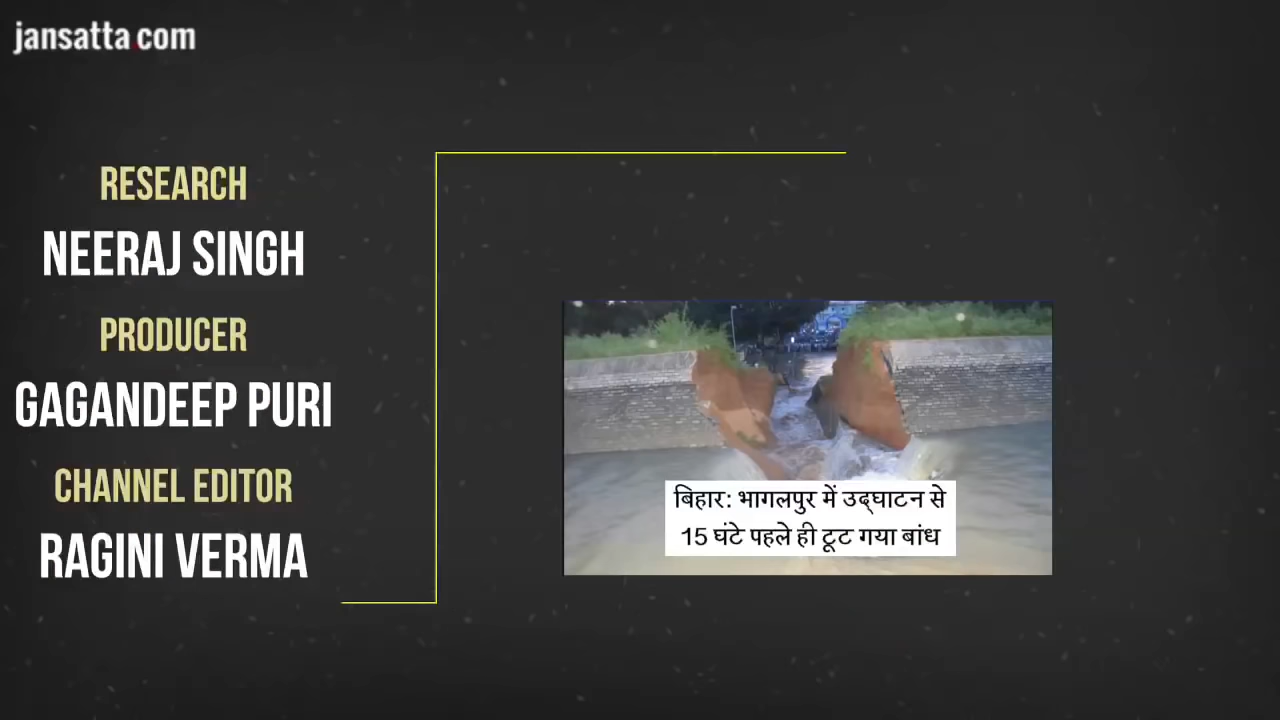 jansatta.com
RESEARCH
NEERAJ SINGH
PRODUCER
GAGANDEEP PURI
CHANNEL EDITOR
RAGINI VERMA
बिहार: भागलपुर में उद्‌घाटन से
15 घंटे पहले ही टूट गया बांध